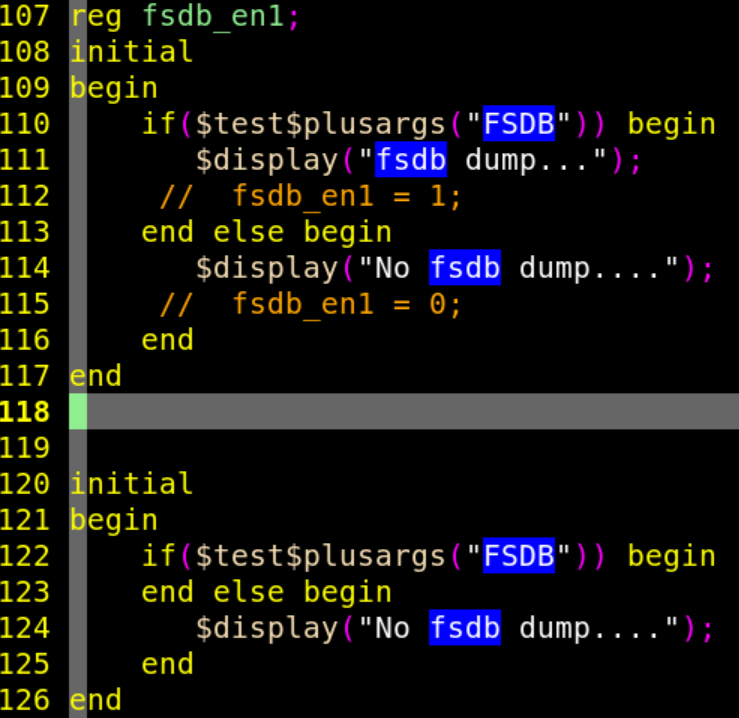 107 reg fsdb_en1;
108 initial
109 begin
110     if($test$plusargs("FSDB")) begin
111        $display("fsdb dump...");
112      //  fsdb_en1 = 1;
113     end else begin
114        $display("No fsdb dump....");
115      //  fsdb_en1 = 0;
116     end
117 end
118
119
120 initial
121 begin
122     if($test$plusargs("FSDB")) begin
123     end else begin
124        $display("No fsdb dump....");
125     end
126 end